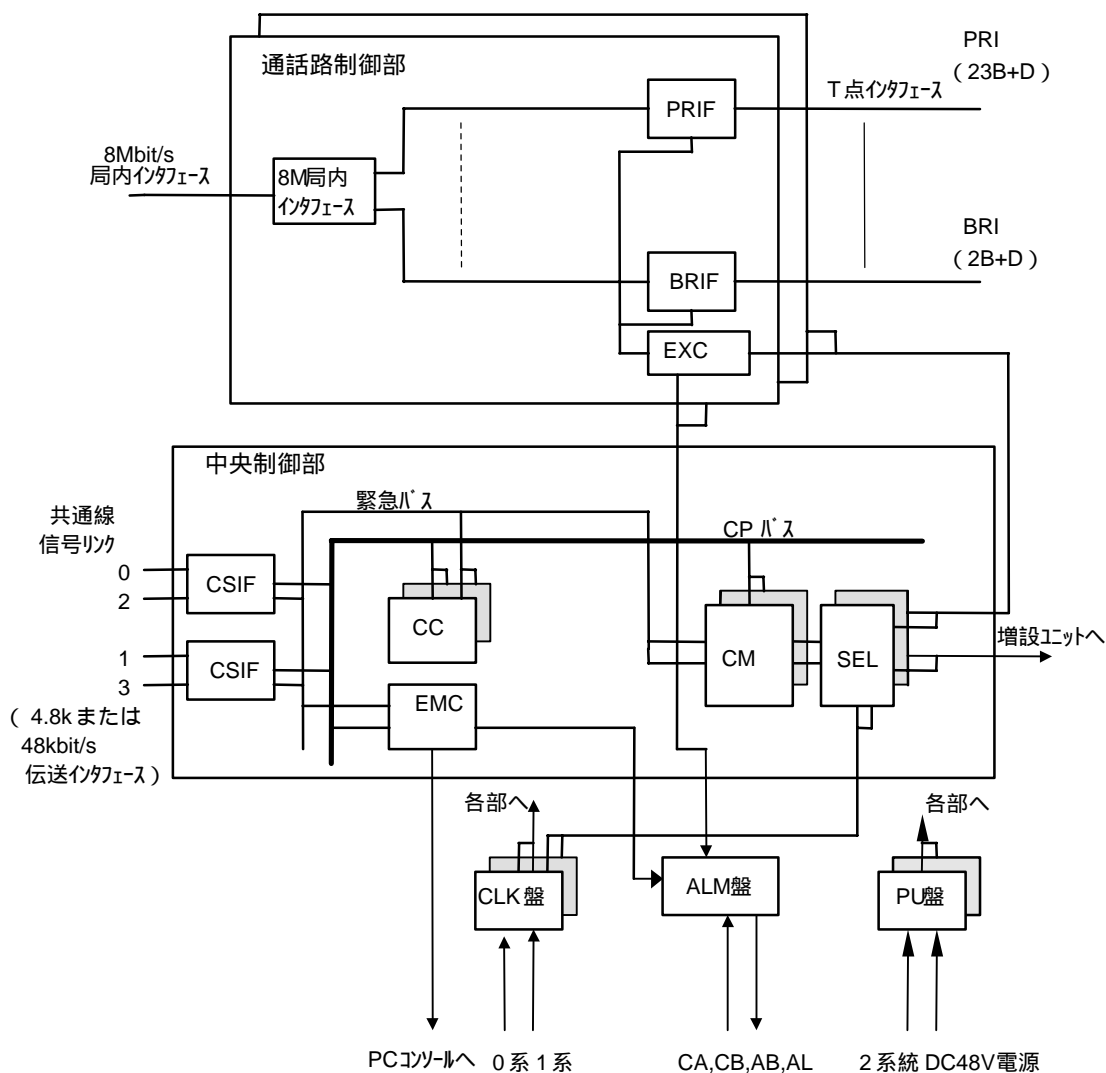 通話路制御部
PRI
( 23B+D )
PRIF
T点インタフェース
8Mbit/s
局内インタフェース
8M局内
インタフェース
BRI
( 2B+D )
BRIF
EXC
中央制御部
緊急バス
CP バス
共通線
信号リンク
0
2
CSIF
CC
CM
SEL
増設ユニットへ
1
3
CSIF
EMC
( 4.8k または
48kbit/s
伝送インタフェース )
各部へ
各部へ
CLK 盤
ALM盤
PU盤
PCコンソールへ
0 系 1 系
CA,CB,AB,AL
2 系統 DC48V電源